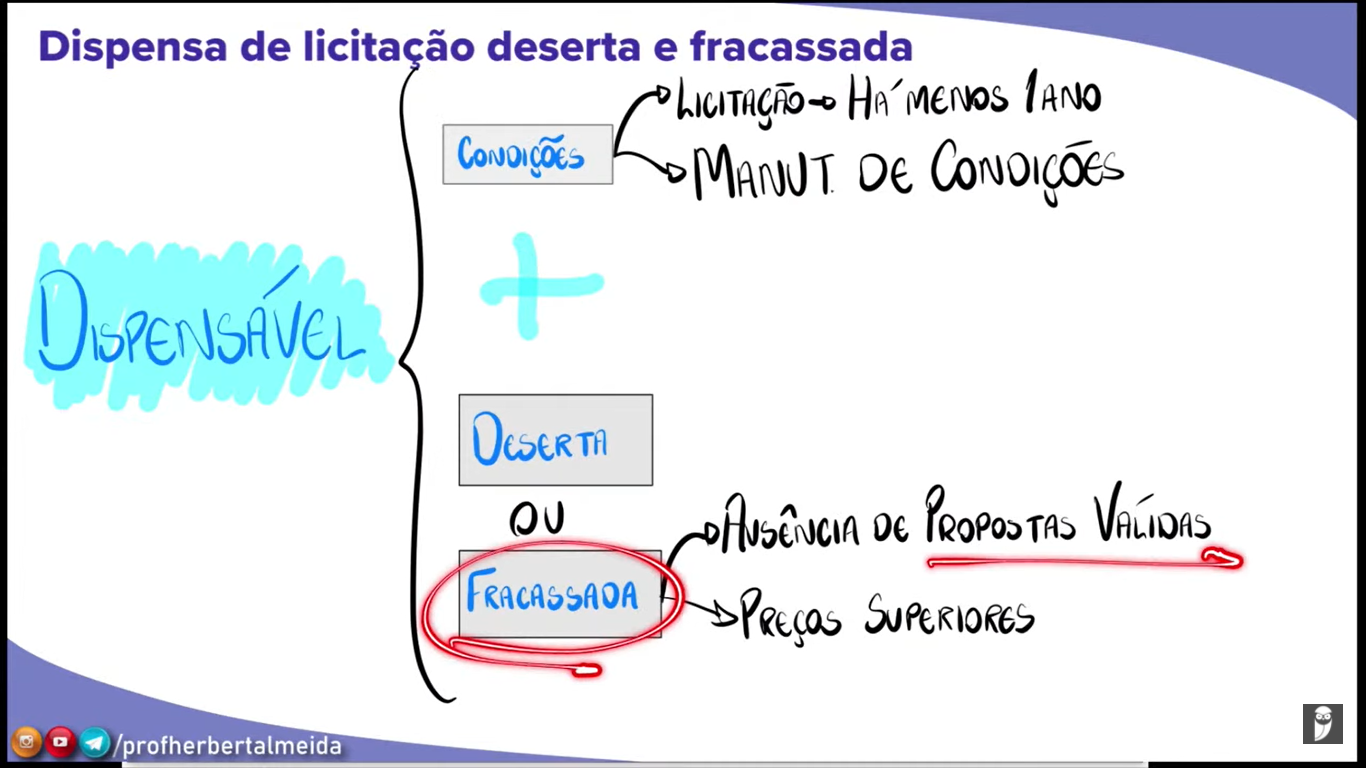 Dispensa de licitação deserta e fracassada
LICITAÇÃO → HÁ MENOS 1 ANO
CONDIÇÕES
MANUT. DE CONDIÇÕES
+
DISPENSÁVEL
DESERTA
OU
AUSÊNCIA DE PROPOSTAS VÁLIDAS
FRACASSADA
PREÇOS SUPERIORES
/profherbertalmeida